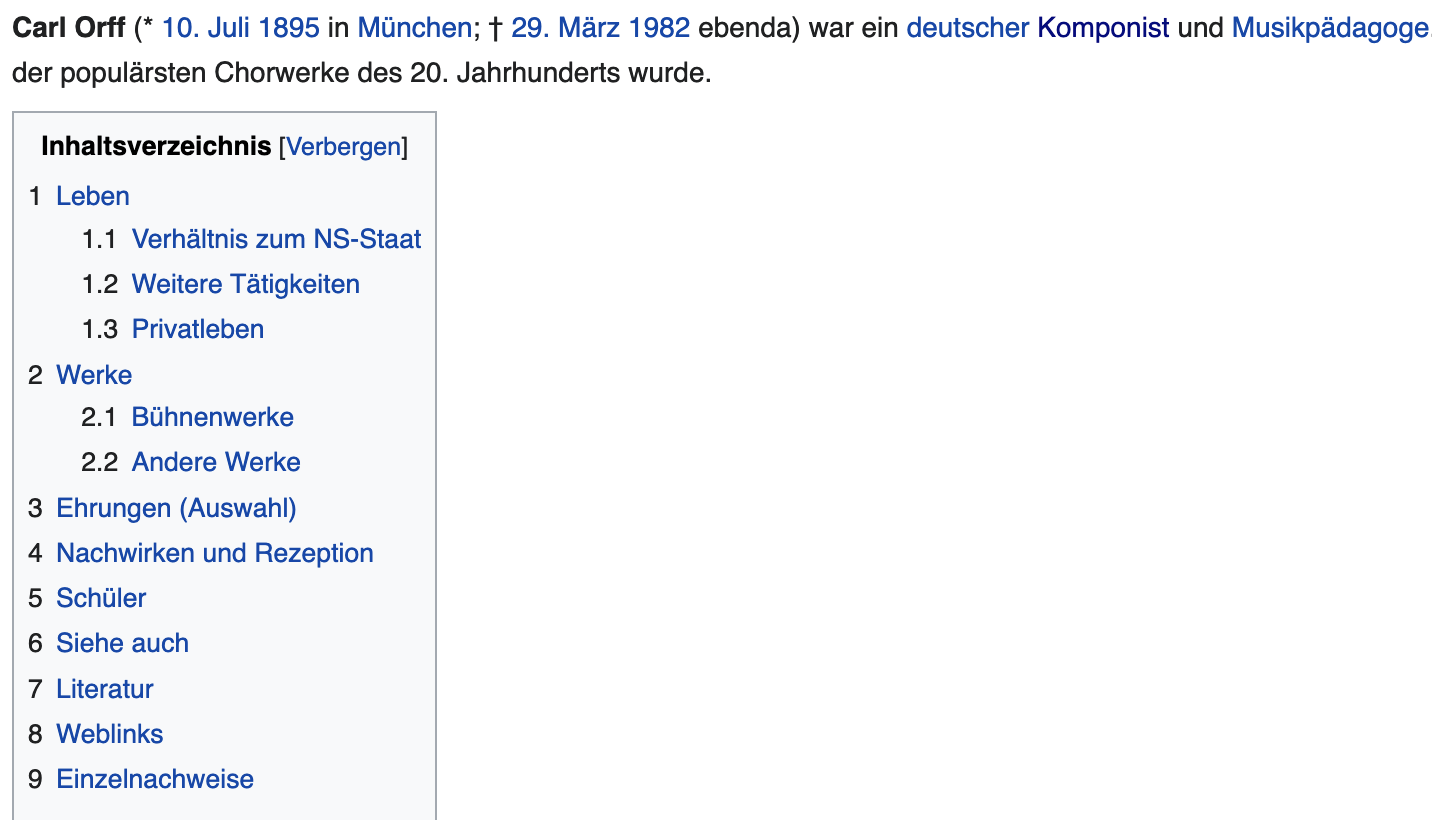 Carl Orff (* 10. Juli 1895 in München; † 29. März 1982 ebenda) war ein deutscher Komponist und Musikpädagoge.
der populärsten Chorwerke des 20. Jahrhunderts wurde.
Inhaltsverzeichnis [Verbergen]
1 Leben
1.1 Verhältnis zum NS-Staat
1.2 Weitere Tätigkeiten
1.3 Privatleben
2 Werke
2.1 Bühnenwerke
2.2 Andere Werke
3 Ehrungen (Auswahl)
4 Nachwirken und Rezeption
5 Schüler
6 Siehe auch
7 Literatur
8 Weblinks
9 Einzelnachweise